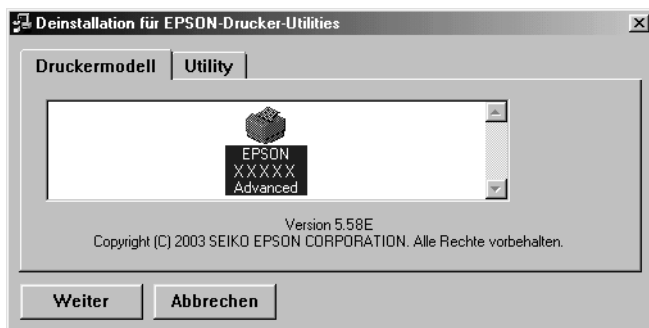 Deinstallation für EPSON-Drucker-Utilities
Druckermodell
Utility
EPSON
XXXXX
Advanced
Version 5.58E
Copyright (C) 2003 SEIKO EPSON CORPORATION. Alle Rechte vorbehalten.
Weiter
Abbrechen